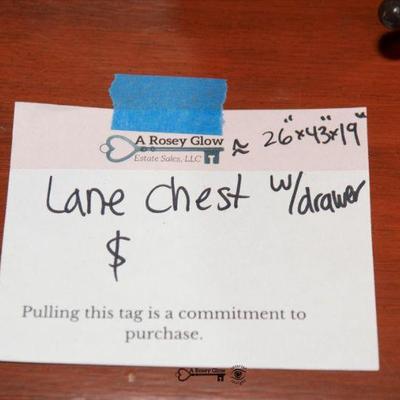 A Rosey Glow
Estate Sales, LLC
≈ 26"x43"x19"
Lane Chest w/drawer
$
Pulling this tag is a commitment to
purchase.
A Rosey Glow